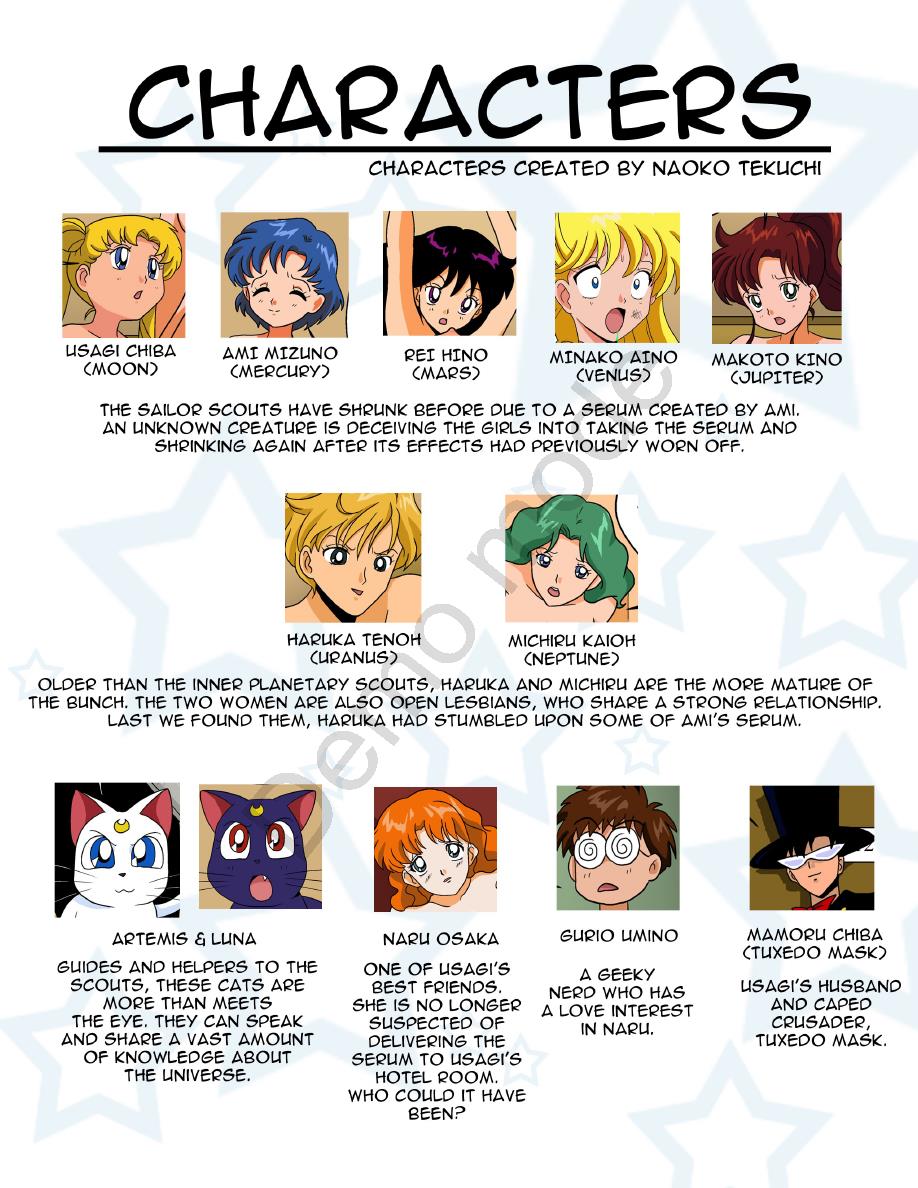 CHARACTERS
CHARACTERS CREATED BY NAOKO TEKUCHI
USAGI CHIBA
(MOON)
AMI MIZUNO
(MERCURY)
REI HINO
(MARS)
MINAKO AINO
(VENUS)
MAKOTO KINO
(JUPITER)
THE SAILOR SCOUTS HAVE SHRUNK BEFORE DUE TO A SERUM CREATED BY AMI.
AN UNKNOWN CREATURE IS DECEIVING THE GIRLS INTO TAKING THE SERUM AND
SHRINKING AGAIN AFTER ITS EFFECTS HAD PREVIOUSLY WORN OFF.
HARUKA TENOH
(URANUS)
MICHIRU KAIOH
(NEPTUNE)
OLDER THAN THE INNER PLANETARY SCOUTS, HARUKA AND MICHIRU ARE THE MORE MATURE OF
THE BUNCH. THE TWO WOMEN ARE ALSO OPEN LESBIANS, WHO SHARE A STRONG RELATIONSHIP.
LAST WE FOUND THEM, HARUKA HAD STUMBLED UPON SOME OF AMI'S SERUM.
ARTEMIS & LUNA
GUIDES AND HELPERS TO THE
SCOUTS, THESE CATS ARE
MORE THAN MEETS
THE EYE. THEY CAN SPEAK
AND SHARE A VAST AMOUNT
OF KNOWLEDGE ABOUT
THE UNIVERSE.
NARU OSAKA
ONE OF USAGI'S
BEST FRIENDS.
SHE IS NO LONGER
SUSPECTED OF
DELIVERING THE
SERUM TO USAGI'S
HOTEL ROOM.
WHO COULD IT HAVE
BEEN?
GURIO UMINO
A GEEKY
NERD WHO HAS
A LOVE INTEREST
IN NARU.
2
MAMORU CHIBA
(TUXEDO MASK)
USAGI'S HUSBAND
AND CAPED
CRUSADER,
TUXEDO MASK.
Demo mode